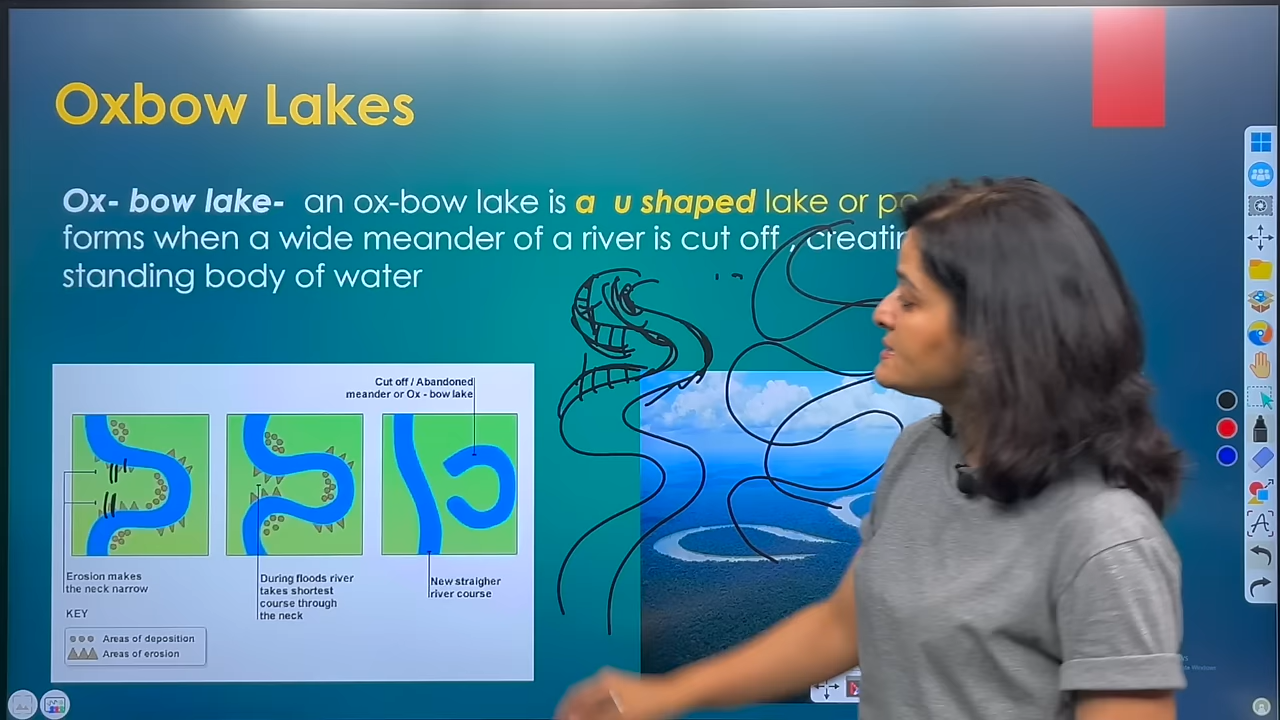 Oxbow Lakes
Ox- bow lake- an ox-bow lake is a u shaped lake or
forms when a wide meander of a river is cut off ,
standing body of water
Cut off / Abandoned
meander or Ox - bow lake
Erosion makes
the neck narrow
During floods river
takes shortest
course through
the neck
New straigher
river course
KEY
Areas of deposition
Areas of erosion